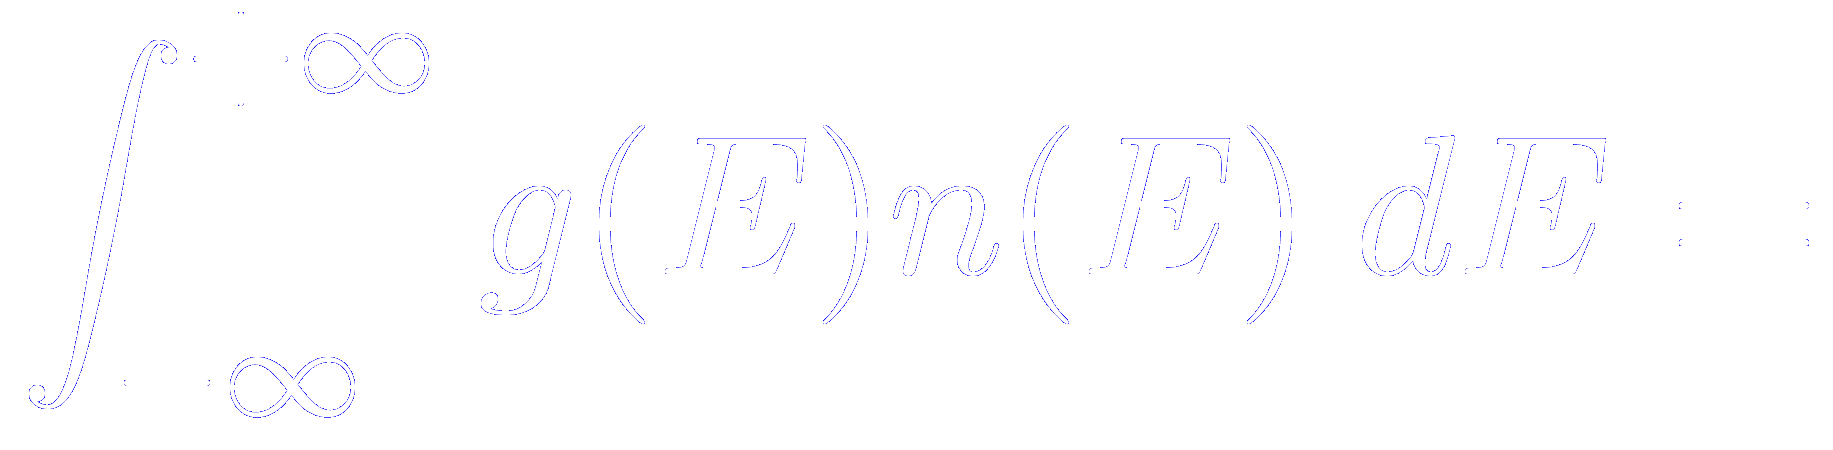 ∫_{-∞}^{+∞} g(E)n(E) dE =